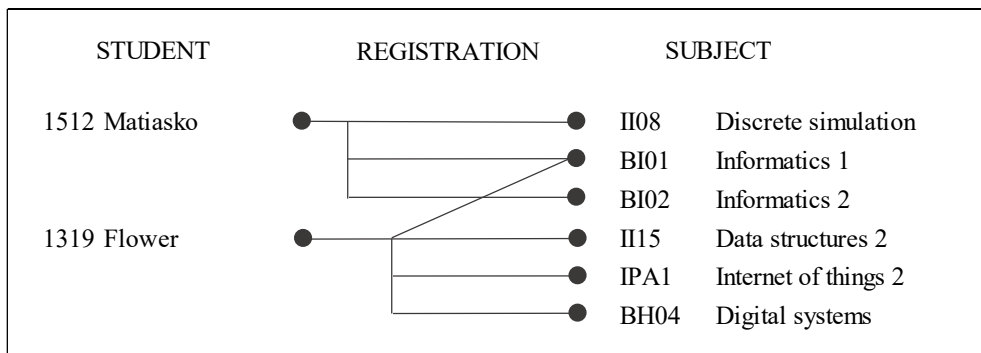 STUDENT REGISTRATION SUBJECT
1512 Matiasko II08 Discrete simulation
BI01 Informatics 1
BI02 Informatics 2
1319 Flower II15 Data structures 2
IPA1 Internet of things 2
BH04 Digital systems